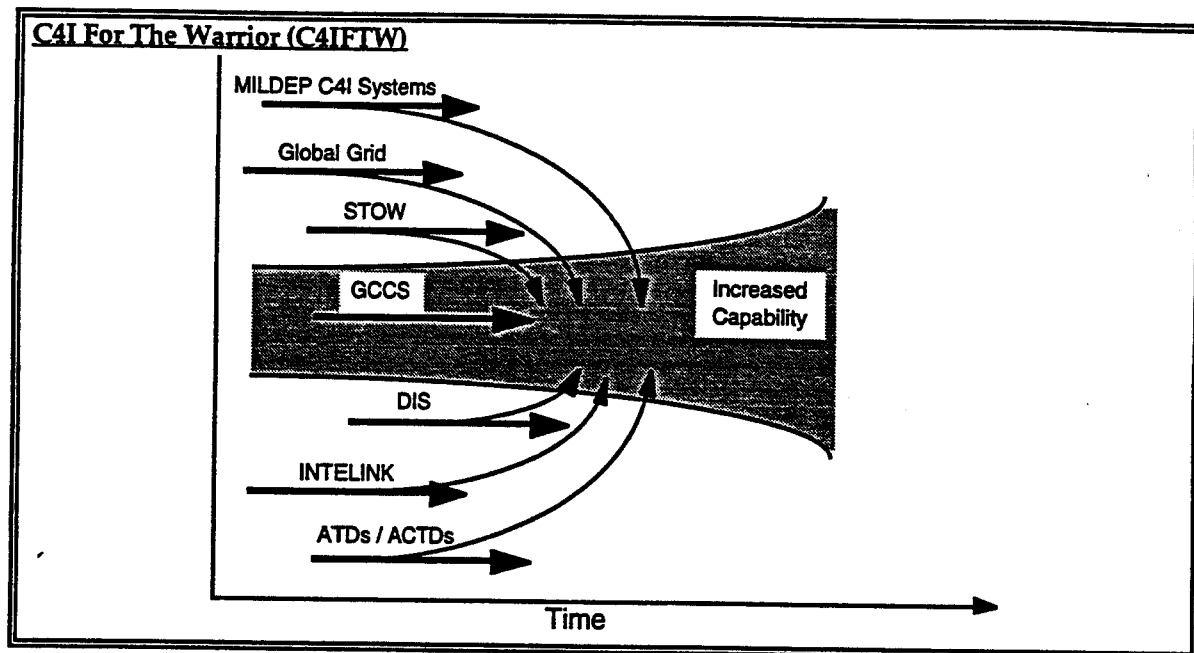 C4I For The Warrior (C4IFTW)
MILDEP C4I Systems
Global Grid
STOW
GCCS
Increased
Capability
DIS
INTELINK
ATDs / ACTDs
Time